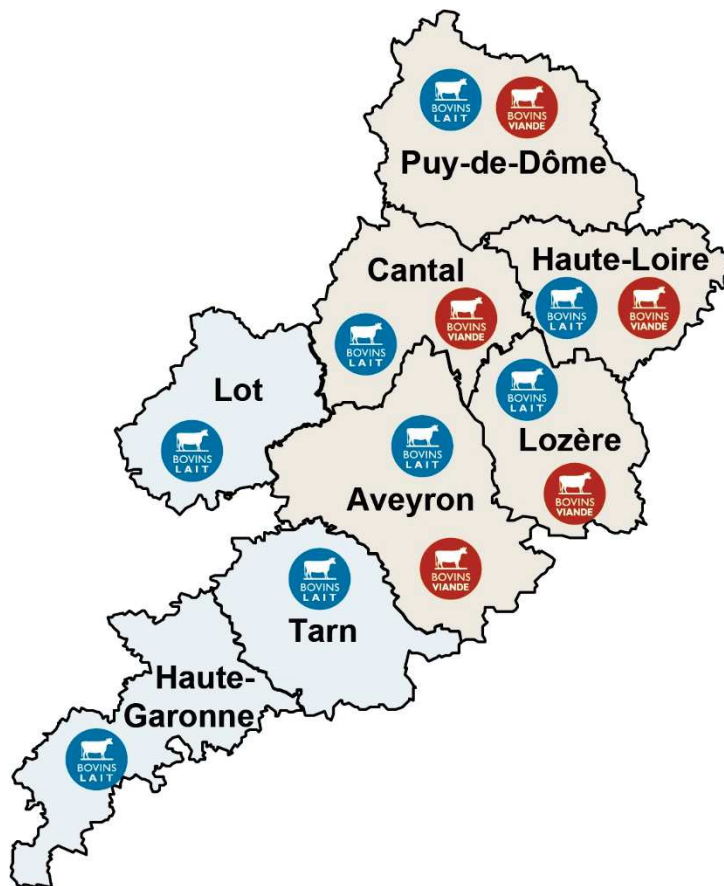 BOVINS
LAIT
BOVINS
VIANDE
Puy-de-Dôme
Cantal
Haute-Loire
BOVINS
LAIT
BOVINS
VIANDE
BOVINS
LAIT
BOVINS
VIANDE
Lot
BOVINS
LAIT
BOVINS
LAIT
Lozère
BOVINS
VIANDE
BOVINS
LAIT
Aveyron
BOVINS
VIANDE
BOVINS
LAIT
Tarn
Haute-
Garonne
BOVINS
LAIT